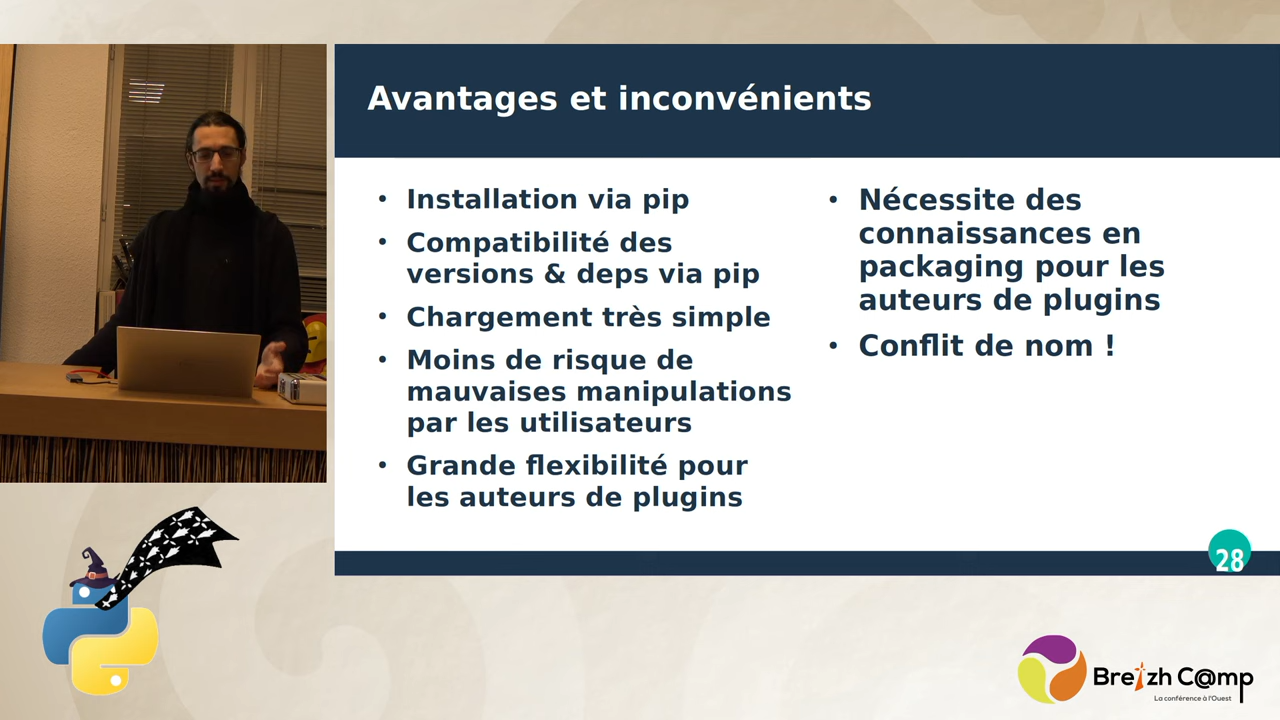 Avantages et inconvénients
• Installation via pip
• Compatibilité des
versions & deps via pip
• Chargement très simple
• Moins de risque de
mauvaises manipulations
par les utilisateurs
• Grande flexibilité pour
les auteurs de plugins
• Nécessite des
connaissances en
packaging pour les
auteurs de plugins
• Conflit de nom !
28
Breizh C@mp
La conférence à l'Ouest